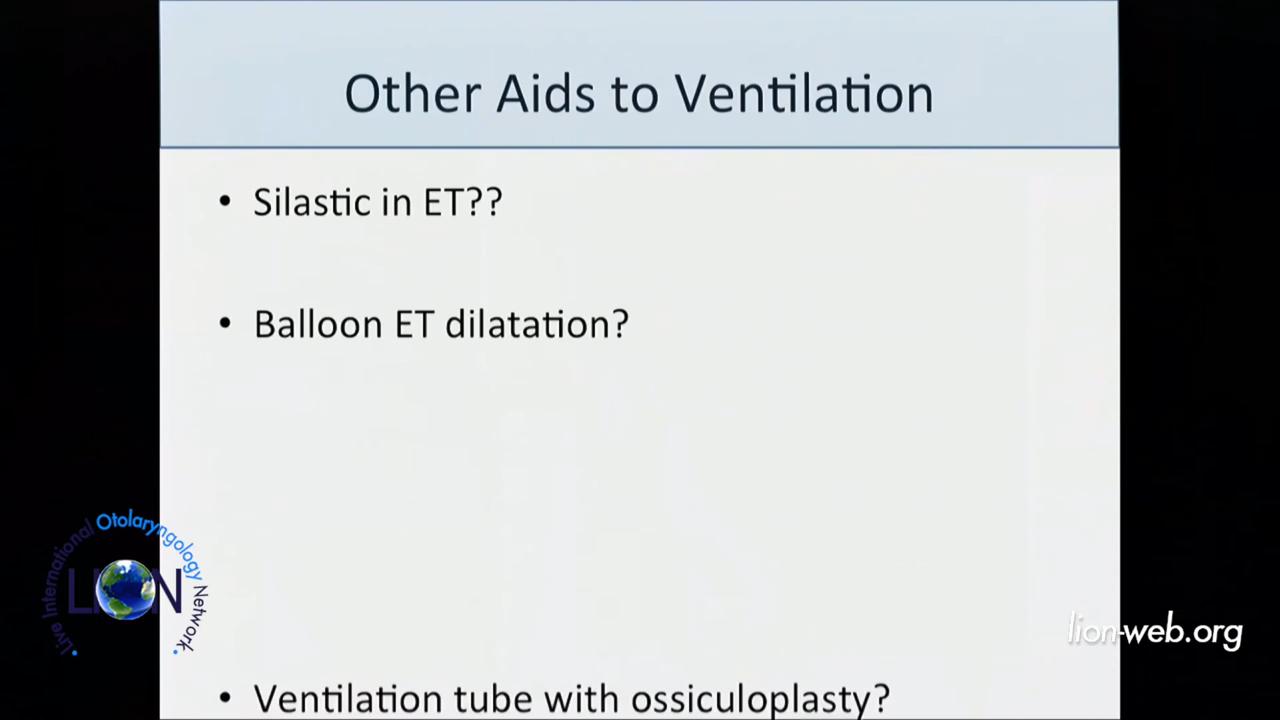 Other Aids to Ventilation
• Silastic in ET??
• Balloon ET dilatation?
• Ventilation tube with ossiculoplasty?
Live International Otolaryngology Network
LION
lion-web.org